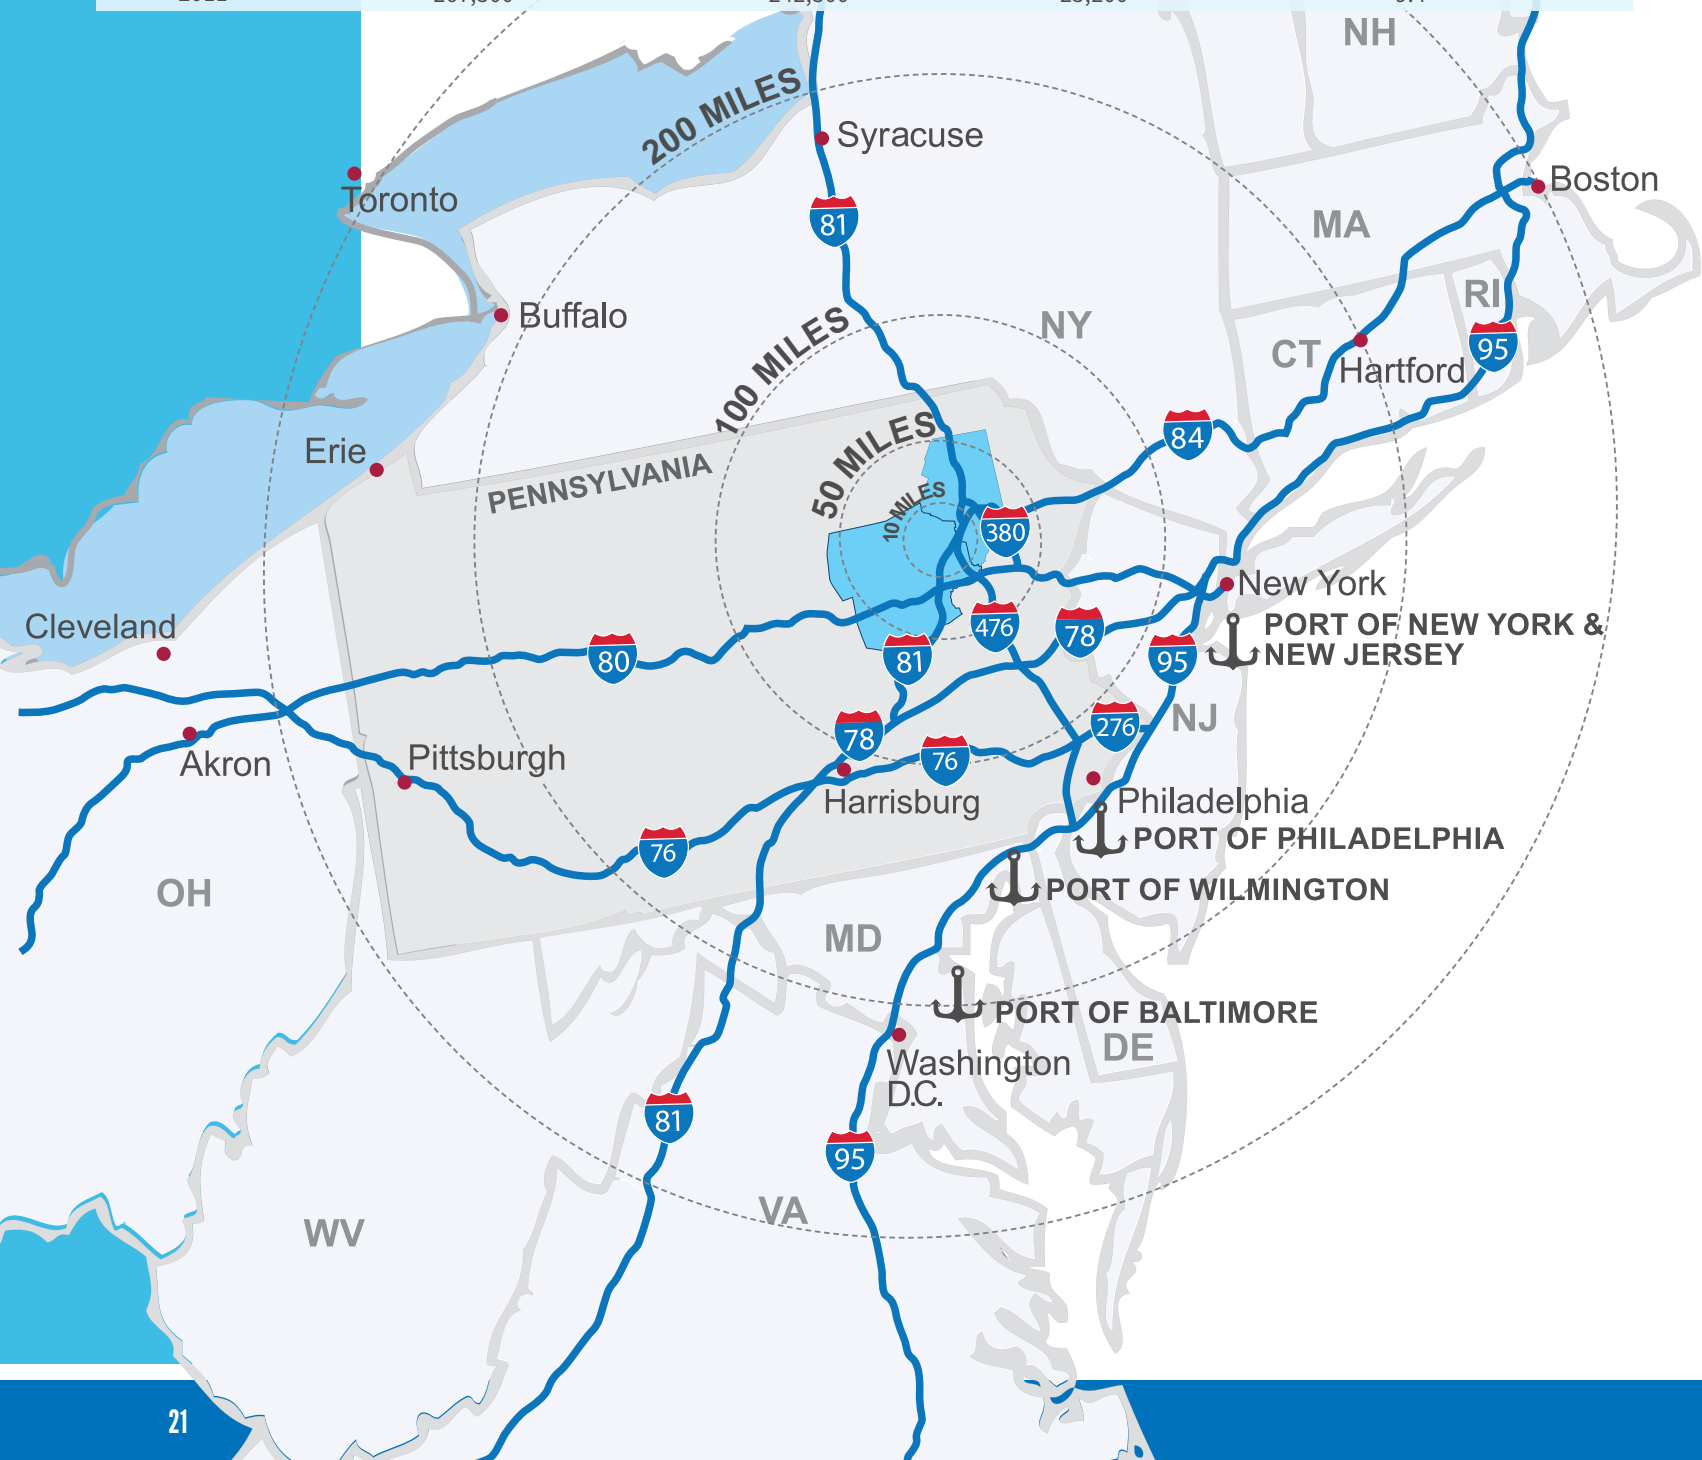 NH
200 MILES
Syracuse
Toronto
Boston
81
MA
Buffalo
RI
NY
100 MILES
95
CT
Hartford
50 MILES
84
Erie
PENNSYLVANIA
10 MILES
380
New York
Cleveland
476
78
PORT OF NEW YORK &
NEW JERSEY
80
81
95
NJ
276
78
76
Akron
Pittsburgh
Harrisburg
Philadelphia
PORT OF PHILADELPHIA
76
OH
PORT OF WILMINGTON
MD
PORT OF BALTIMORE
DE
Washington
D.C.
81
95
VA
WV
21